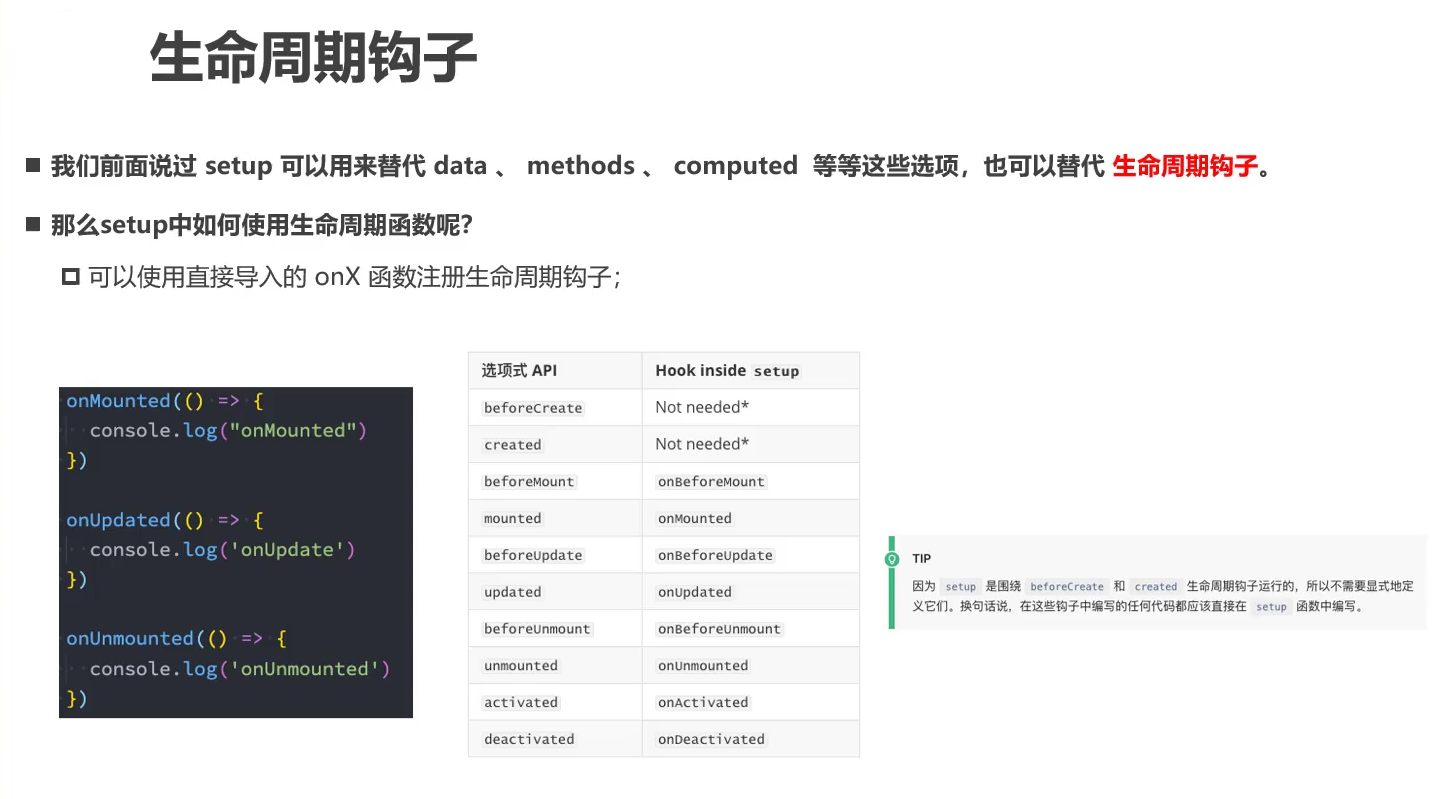 生命周期钩子
■ 我们前面说过 setup 可以用来替代 data 、 methods 、 computed 等等这些选项，也可以替代 生命周期钩子。
■ 那么setup中如何使用生命周期函数呢？
可以使用直接导入的 onX 函数注册生命周期钩子；
onMounted(() => {
console.log("onMounted")
})
onUpdated(() => {
console.log('onUpdate')
})
onUnmounted(() => {
console.log('onUnmounted')
})
选项式 API Hook inside setup
beforeCreate Not needed*
created Not needed*
beforeMount onBeforeMount
mounted onMounted
beforeUpdate onBeforeUpdate
updated onUpdated
beforeUnmount onBeforeUnmount
unmounted onUnmounted
activated onActivated
deactivated onDeactivated
TIP
因为 setup 是围绕 beforeCreate 和 created 生命周期钩子运行的，所以不需要显式地定
义它们。换句话说，在这些钩子中编写的任何代码都应该直接在 setup 函数中编写。